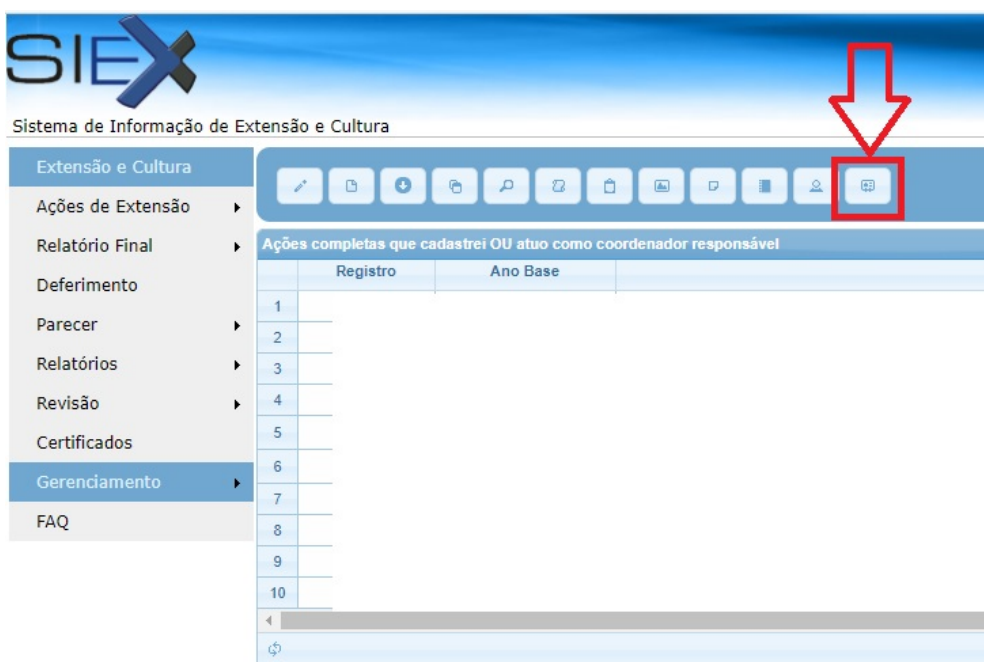 SIEX
Sistema de Informação de Extensão e Cultura
Extensão e Cultura
Ações de Extensão
Relatório Final
Deferimento
Parecer
Relatórios
Revisão
Certificados
Gerenciamento
FAQ
Ações completas que cadastrei OU atuo como coordenador responsável
Registro Ano Base
1
2
3
4
5
6
7
8
9
10